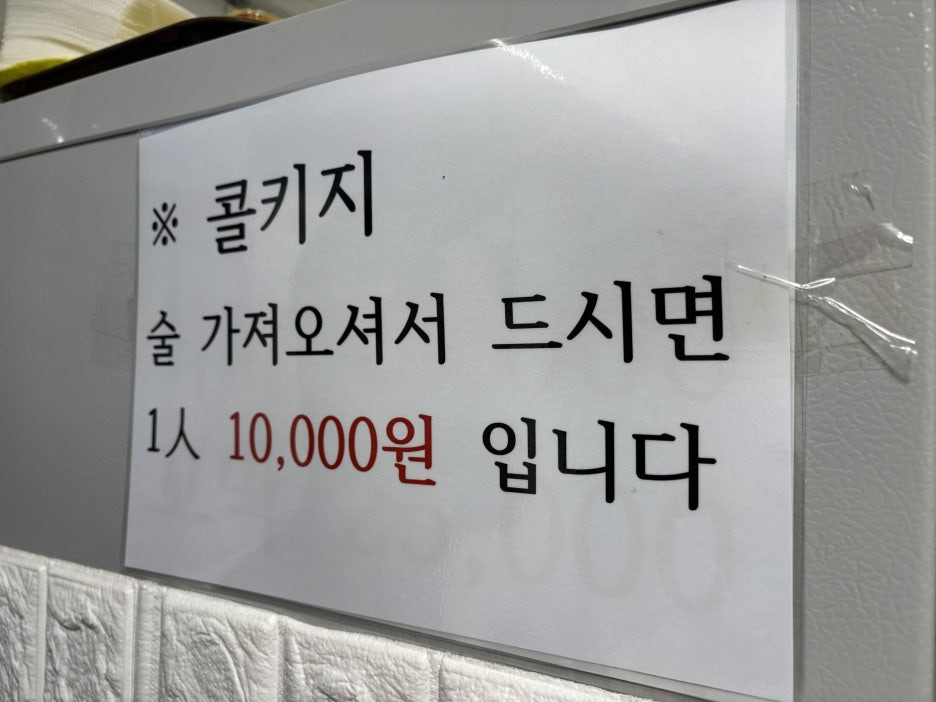 ※ 콜키지
술 가져오셔서 드시면
1人 10,000원 입니다